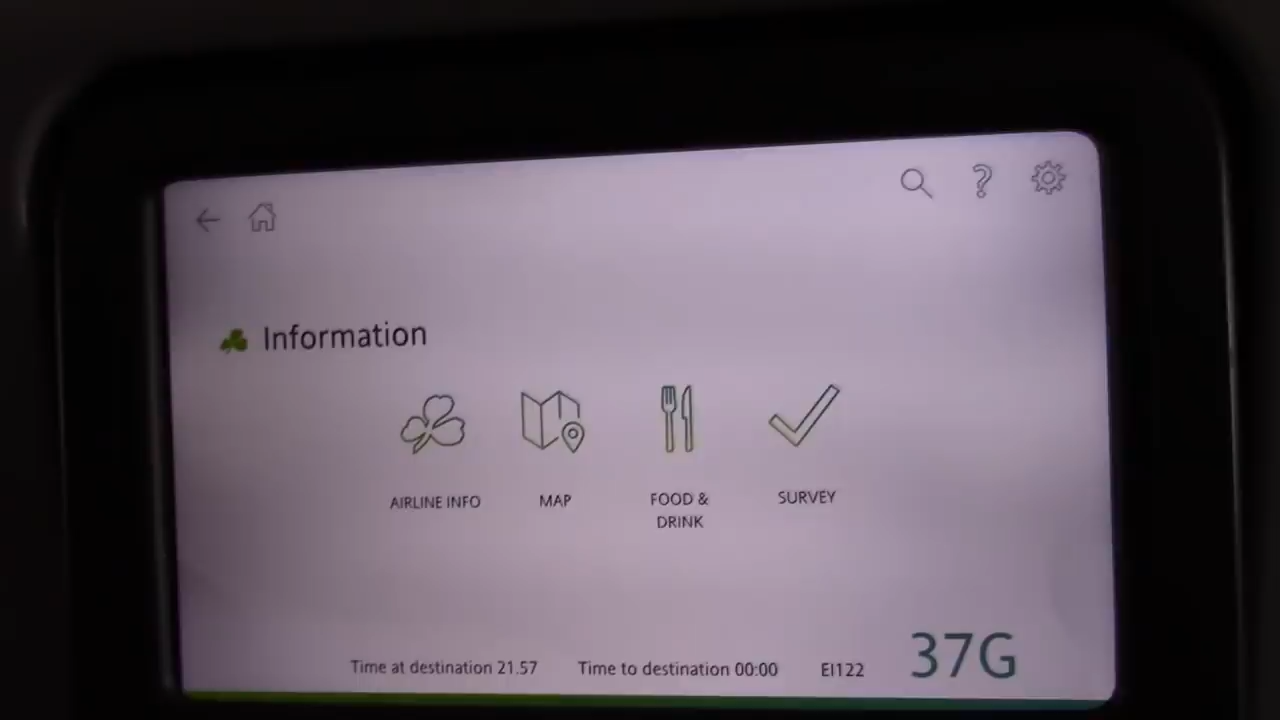 Information
AIRLINE INFO
MAP
FOOD &
DRINK
SURVEY
Time at destination 21.57
Time to destination 00:00
EI122
37G